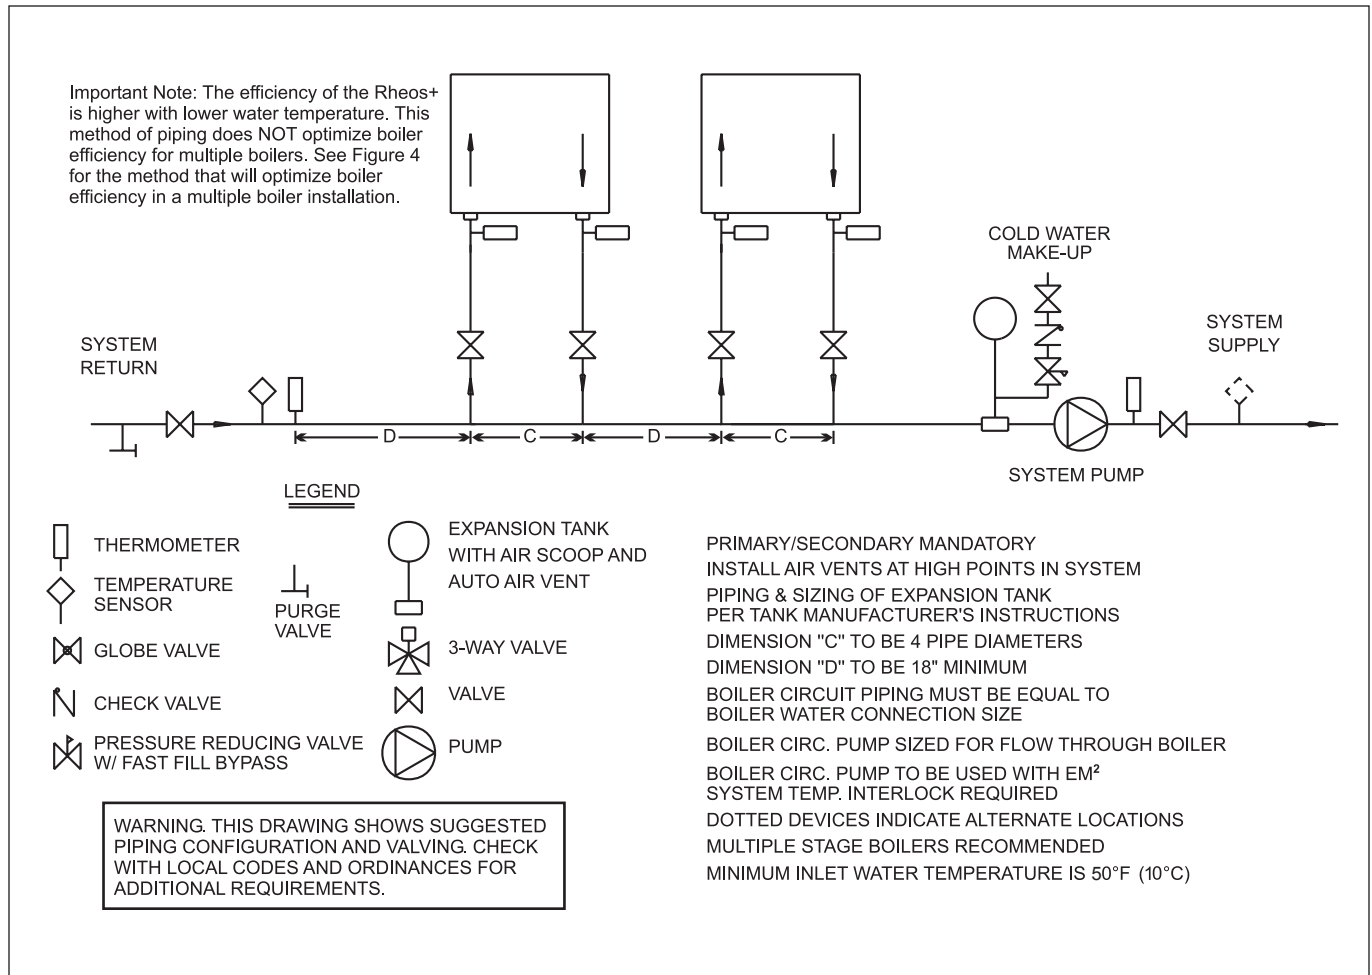 Important Note: The efficiency of the Rheos+
is higher with lower water temperature. This
method of piping does NOT optimize boiler
efficiency for multiple boilers. See Figure 4
for the method that will optimize boiler
efficiency in a multiple boiler installation.
COLD WATER
MAKE-UP
SYSTEM
RETURN
SYSTEM
SUPPLY
D
C
D
C
SYSTEM PUMP
LEGEND
THERMOMETER
TEMPERATURE
SENSOR
GLOBE VALVE
CHECK VALVE
PRESSURE REDUCING VALVE
W/ FAST FILL BYPASS
PURGE
VALVE
EXPANSION TANK
WITH AIR SCOOP AND
AUTO AIR VENT
3-WAY VALVE
VALVE
PUMP
PRIMARY/SECONDARY MANDATORY
INSTALL AIR VENTS AT HIGH POINTS IN SYSTEM
PIPING & SIZING OF EXPANSION TANK
PER TANK MANUFACTURER'S INSTRUCTIONS
DIMENSION "C" TO BE 4 PIPE DIAMETERS
DIMENSION "D" TO BE 18" MINIMUM
BOILER CIRCUIT PIPING MUST BE EQUAL TO
BOILER WATER CONNECTION SIZE
BOILER CIRC. PUMP SIZED FOR FLOW THROUGH BOILER
BOILER CIRC. PUMP TO BE USED WITH EM²
SYSTEM TEMP. INTERLOCK REQUIRED
DOTTED DEVICES INDICATE ALTERNATE LOCATIONS
MULTIPLE STAGE BOILERS RECOMMENDED
MINIMUM INLET WATER TEMPERATURE IS 50°F (10°C)
WARNING. THIS DRAWING SHOWS SUGGESTED
PIPING CONFIGURATION AND VALVING. CHECK
WITH LOCAL CODES AND ORDINANCES FOR
ADDITIONAL REQUIREMENTS.